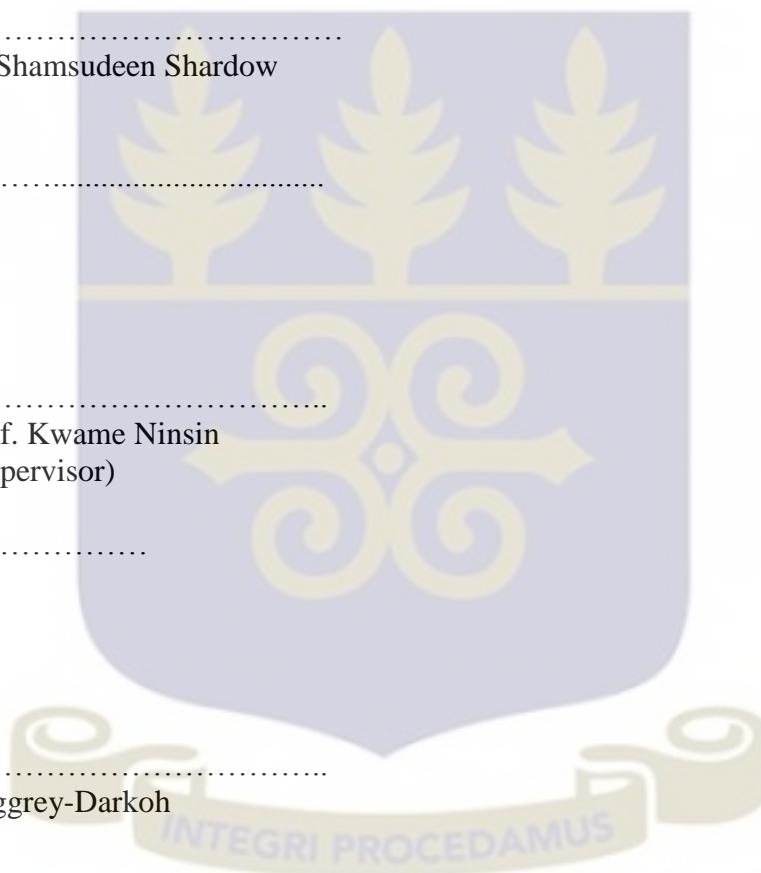 ……………………………
Shamsudeen Shardow
…….................................
…………………………..
f. Kwame Ninsin
pervisor)
……………
…………………………..
ggrey-Darkoh
INTEGRI PROCEDAMUS